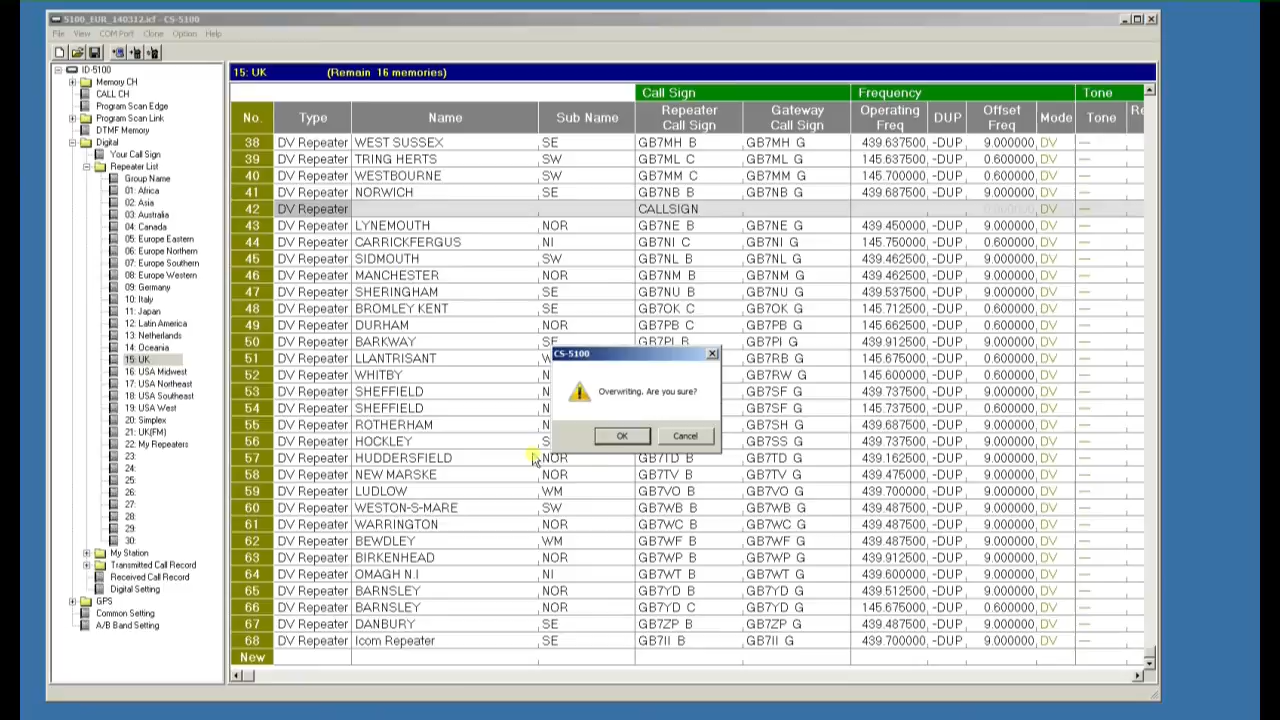 5100_EUR_140312.icf - CS-5100
File View COM Port Clone Option Help
ID-5100
Memory CH
CALL CH
Program Scan Edge
Program Scan Link
DTMF Memory
Digital
Your Call Sign
Repeater List
Group Name
01: Africa
02: Asia
03: Australia
04: Canada
05: Europe Eastern
06: Europe Northern
07: Europe Southern
08: Europe Western
09: Germany
10: Italy
11: Japan
12: Latin America
13: Netherlands
14: Oceania
15: UK
16: USA Midwest
17: USA Northeast
18: USA Southeast
19: USA West
20: Simplex
21: UK(FM)
22: My Repeaters
23:
24:
25:
26:
27:
28:
29:
30:
My Station
Transmitted Call Record
Received Call Record
Digital Setting
GPS
Common Setting
A/B Band Setting
15: UK (Remain 16 memories)
Call Sign Frequency Tone
No. Type Name Sub Name Repeater Call Sign Gateway Call Sign Operating Freq DUP Offset Freq Mode Tone
38 DV Repeater WEST SUSSEX SE GB7MH B GB7MH G 439.637500 -DUP 9.000000 DV —
39 DV Repeater TRING HERTS SW GB7ML C GB7ML G 145.637500 -DUP 0.600000 DV —
40 DV Repeater WESTBOURNE SW GB7MM C GB7MM G 145.700000 -DUP 0.600000 DV —
41 DV Repeater NORWICH SE GB7NB B GB7NB G 439.687500 -DUP 9.000000 DV —
42 DV Repeater CALLSIGN DV —
43 DV Repeater LYNEMOUTH NOR GB7NE B GB7NE G 439.450000 -DUP 9.000000 DV —
44 DV Repeater CARRICKFERGUS NI GB7NI C GB7NI G 145.750000 -DUP 0.600000 DV —
45 DV Repeater SIDMOUTH SW GB7NL B GB7NL G 439.462500 -DUP 9.000000 DV —
46 DV Repeater MANCHESTER NOR GB7NM B GB7NM G 439.462500 -DUP 9.000000 DV —
47 DV Repeater SHERINGHAM SE GB7NU B GB7NU G 439.537500 -DUP 9.000000 DV —
48 DV Repeater BROMLEY KENT SE GB7OK C GB7OK G 145.712500 -DUP 0.600000 DV —
49 DV Repeater DURHAM NOR GB7PB C GB7PB G 145.662500 -DUP 0.600000 DV —
50 DV Repeater BARKWAY SE GB7PI B GB7PI G 439.912500 -DUP 9.000000 DV —
51 DV Repeater LLANTRISANT GB7RB G 145.675000 -DUP 0.600000 DV —
52 DV Repeater WHITBY GB7RW G 145.600000 -DUP 0.600000 DV —
53 DV Repeater SHEFFIELD GB7SF G 439.737500 -DUP 9.000000 DV —
54 DV Repeater SHEFFIELD GB7SF G 145.737500 -DUP 0.600000 DV —
55 DV Repeater ROTHERHAM GB7SH G 439.687500 -DUP 9.000000 DV —
56 DV Repeater HOCKLEY GB7SS G 439.737500 -DUP 9.000000 DV —
57 DV Repeater HUDDERSFIELD NOR GB7TD B GB7TD G 439.162500 -DUP 9.000000 DV —
58 DV Repeater NEW MARSKE NOR GB7TV B GB7TV G 439.475000 -DUP 9.000000 DV —
59 DV Repeater LUDLOW WM GB7VO B GB7VO G 439.700000 -DUP 9.000000 DV —
60 DV Repeater WESTON-S-MARE SW GB7WB B GB7WB G 439.487500 -DUP 9.000000 DV —
61 DV Repeater WARRINGTON NOR GB7WC B GB7WC G 439.487500 -DUP 9.000000 DV —
62 DV Repeater BEWDLEY WM GB7WF B GB7WF G 439.487500 -DUP 9.000000 DV —
63 DV Repeater BIRKENHEAD NOR GB7WP B GB7WP G 439.912500 -DUP 9.000000 DV —
64 DV Repeater OMAGH N.I NI GB7WT B GB7WT G 439.600000 -DUP 9.000000 DV —
65 DV Repeater BARNSLEY NOR GB7YD B GB7YD G 439.512500 -DUP 9.000000 DV —
66 DV Repeater BARNSLEY NOR GB7YD C GB7YD G 145.675000 -DUP 0.600000 DV —
67 DV Repeater DANBURY SE GB7ZP B GB7ZP G 439.487500 -DUP 9.000000 DV —
68 DV Repeater Icom Repeater SE GB7II B GB7II G 439.700000 -DUP 9.000000 DV —
New
CS-5100
Overwriting. Are you sure?
OK Cancel